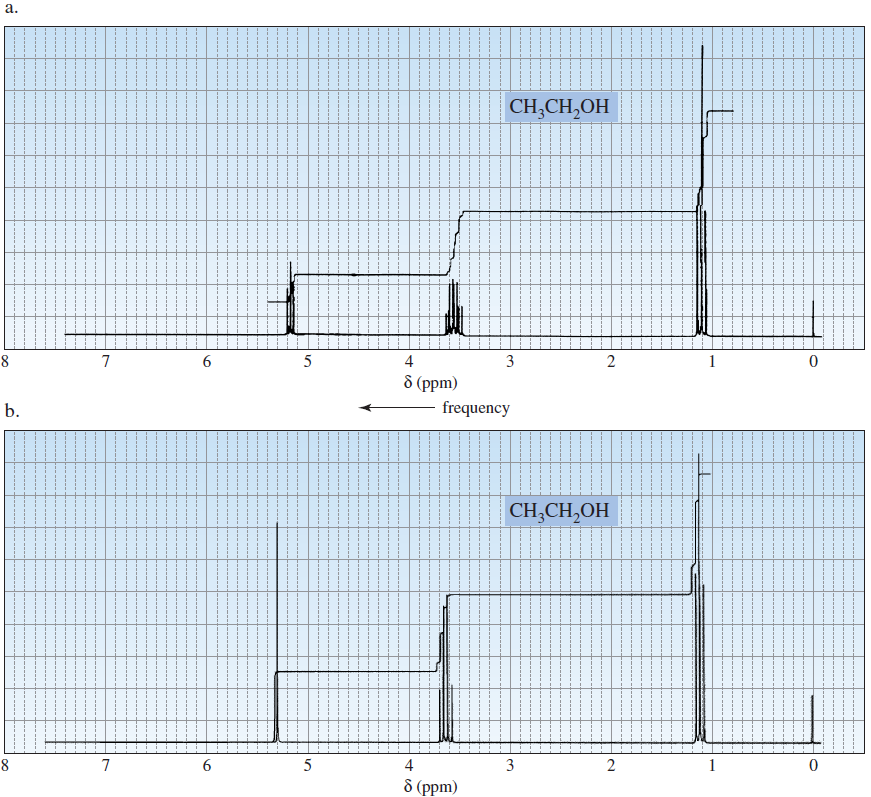 a.
CH₃CH₂OH
8 7 6 5 4 3 2 1 0
δ (ppm)
frequency
b.
CH₃CH₂OH
8 7 6 5 4 3 2 1 0
δ (ppm)